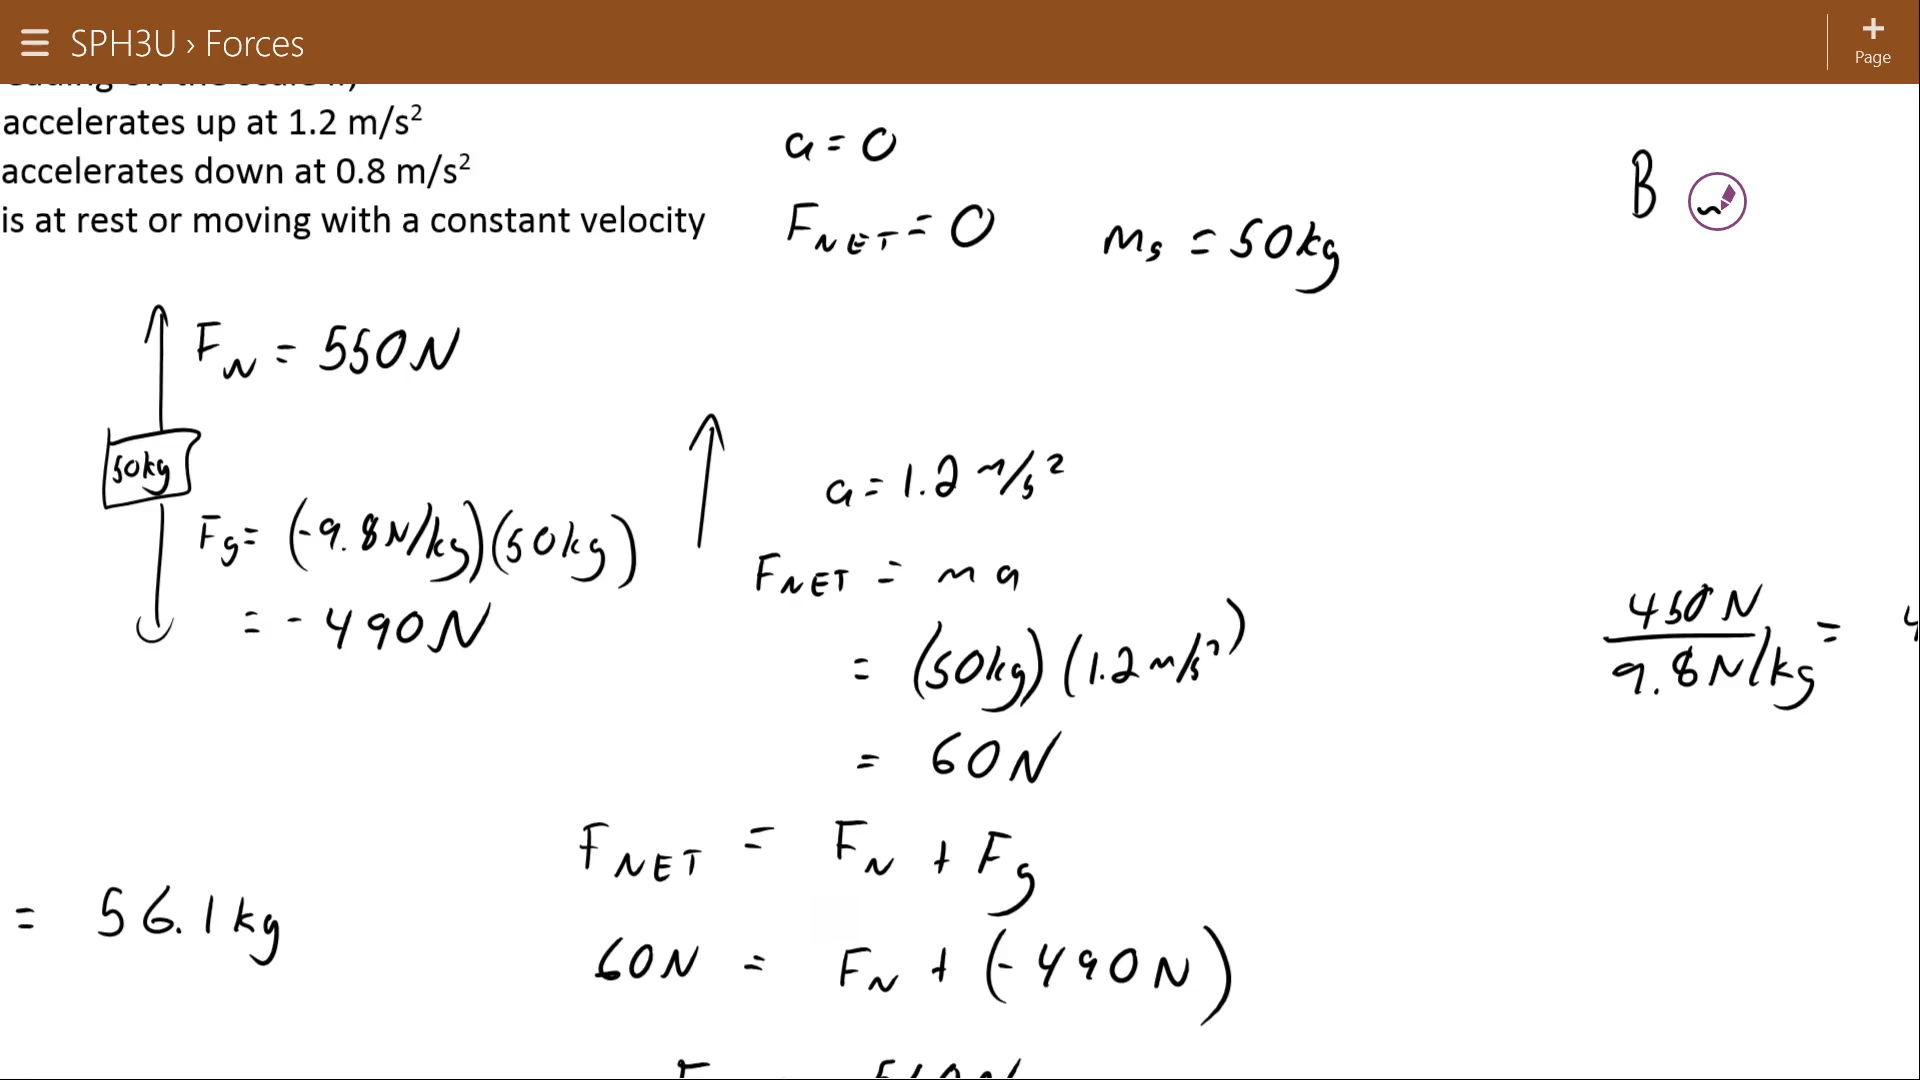 SPH3U › Forces
Page
accelerates up at 1.2 m/s²
accelerates down at 0.8 m/s²
is at rest or moving with a constant velocity
a = 0
F_NET = 0
m_s = 50kg
B
F_N = 550N
50kg
F_g = (-9.8N/kg)(50kg)
= -490N
a = 1.2 m/s²
F_NET = ma
= (50kg)(1.2m/s²)
= 60N
F_NET = F_N + F_g
60N = F_N + (-490N)
= 56.1kg
450N
9.8N/kg =